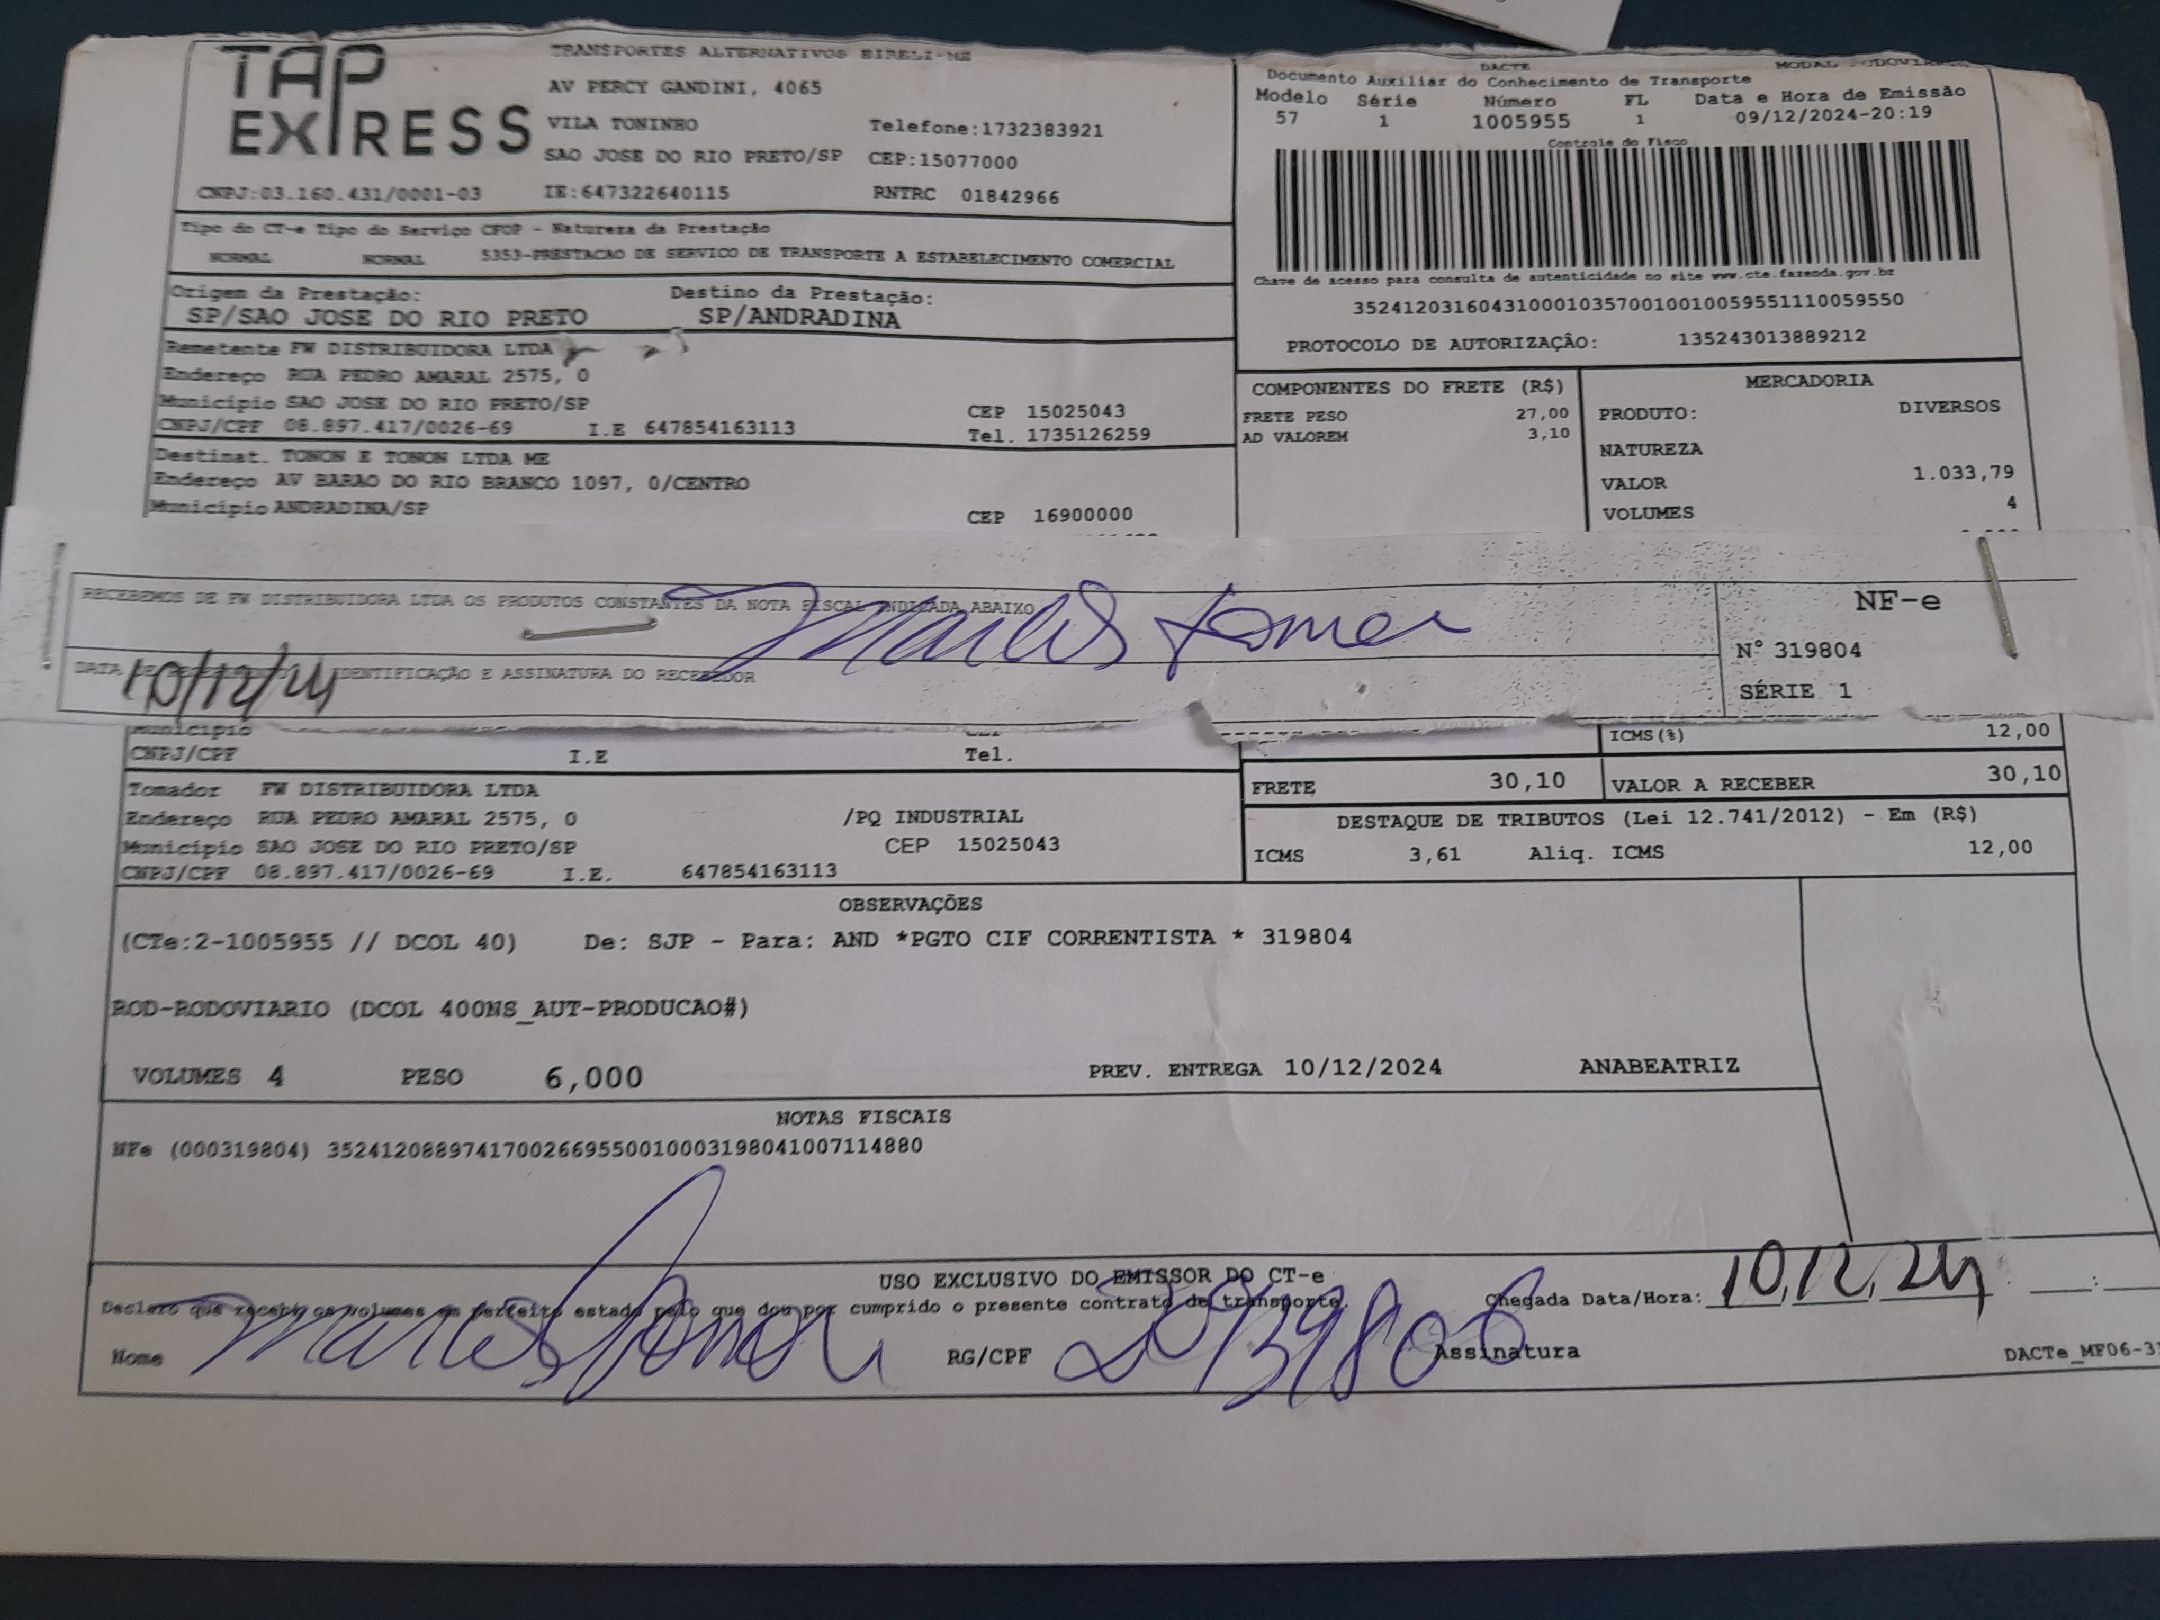 TAP EXPRESS
TRANSPORTES ALTERNATIVOS EIRELI-ME
AV PERCY GANDINI, 4065
VILA TONINHO Telefone:1732383921
SAO JOSE DO RIO PRETO/SP CEP:15077000
CNPJ:03.160.431/0001-03 IE:647322640115 RNTRC 01842966
DACTE MODAL RODOVIARIO
Documento Auxiliar do Conhecimento de Transporte
Modelo Série Número FL Data e Hora de Emissão
57 1 1005955 1 09/12/2024-20:19
Controle do Fisco
Chave de acesso para consulta de autenticidade no site www.cte.fazenda.gov.br
35241203160431000103570010010059551110059550
PROTOCOLO DE AUTORIZAÇÃO: 135243013889212
Tipo do CT-e Tipo do Serviço CFOP - Natureza da Prestação
NORMAL NORMAL 5353-PRESTACAO DE SERVICO DE TRANSPORTE A ESTABELECIMENTO COMERCIAL
Origem da Prestação: Destino da Prestação:
SP/SAO JOSE DO RIO PRETO SP/ANDRADINA
Remetente FW DISTRIBUIDORA LTDA
Endereço RUA PEDRO AMARAL 2575, 0
Município SAO JOSE DO RIO PRETO/SP CEP 15025043
CNPJ/CPF 08.897.417/0026-69 I.E 647854163113 Tel. 1735126259
Destinat. TONON E TONON LTDA ME
Endereço AV BARAO DO RIO BRANCO 1097, 0/CENTRO
Município ANDRADINA/SP CEP 16900000
COMPONENTES DO FRETE (R$)
FRETE PESO 27,00
AD VALOREM 3,10
MERCADORIA
PRODUTO: DIVERSOS
NATUREZA
VALOR 1.033,79
VOLUMES 4
RECEBEMOS DE FW DISTRIBUIDORA LTDA OS PRODUTOS CONSTANTES DA NOTA FISCAL INDICADA ABAIXO
DATA DE 10/12/24 IDENTIFICAÇÃO E ASSINATURA DO RECEBEDOR
NF-e
N° 319804
SÉRIE 1
Município CEP
CNPJ/CPF I.E Tel.
ICMS(%) 12,00
FRETE 30,10 VALOR A RECEBER 30,10
Tomador FW DISTRIBUIDORA LTDA
Endereço RUA PEDRO AMARAL 2575, 0 /PQ INDUSTRIAL
Município SAO JOSE DO RIO PRETO/SP CEP 15025043
CNPJ/CPF 08.897.417/0026-69 I.E. 647854163113
DESTAQUE DE TRIBUTOS (Lei 12.741/2012) - Em (R$)
ICMS 3,61 Aliq. ICMS 12,00
OBSERVAÇÕES
(CTe:2-1005955 // DCOL 40) De: SJP - Para: AND *PGTO CIF CORRENTISTA * 319804
ROD-RODOVIARIO (DCOL 400NS_AUT-PRODUCAO#)
VOLUMES 4 PESO 6,000 PREV. ENTREGA 10/12/2024 ANABEATRIZ
NOTAS FISCAIS
NFe (000319804) 35241208897417002669550010003198041007114880
USO EXCLUSIVO DO EMISSOR DO CT-e
Declaro que recebi os volumes em perfeito estado pelo que dou por cumprido o presente contrato de transporte.
Chegada Data/Hora: 10,12,24 :
Nome RG/CPF Assinatura
DACTe_MF06-31